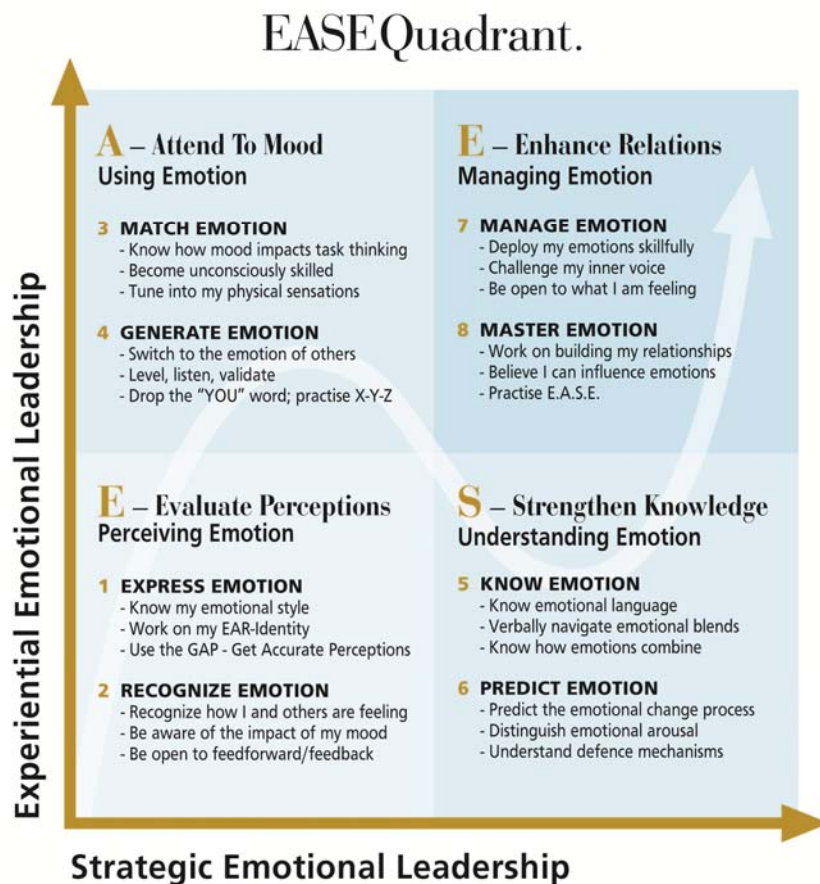 EASEQuadrant.
A – Attend To Mood
Using Emotion
3 MATCH EMOTION
- Know how mood impacts task thinking
- Become unconsciously skilled
- Tune into my physical sensations
4 GENERATE EMOTION
- Switch to the emotion of others
- Level, listen, validate
- Drop the “YOU” word; practise X-Y-Z
E – Enhance Relations
Managing Emotion
7 MANAGE EMOTION
- Deploy my emotions skillfully
- Challenge my inner voice
- Be open to what I am feeling
8 MASTER EMOTION
- Work on building my relationships
- Believe I can influence emotions
- Practise E.A.S.E.
E – Evaluate Perceptions
Perceiving Emotion
1 EXPRESS EMOTION
- Know my emotional style
- Work on my EAR-Identity
- Use the GAP - Get Accurate Perceptions
2 RECOGNIZE EMOTION
- Recognize how I and others are feeling
- Be aware of the impact of my mood
- Be open to feedforward/feedback
S – Strengthen Knowledge
Understanding Emotion
5 KNOW EMOTION
- Know emotional language
- Verbally navigate emotional blends
- Know how emotions combine
6 PREDICT EMOTION
- Predict the emotional change process
- Distinguish emotional arousal
- Understand defence mechanisms
Experiential Emotional Leadership
Strategic Emotional Leadership